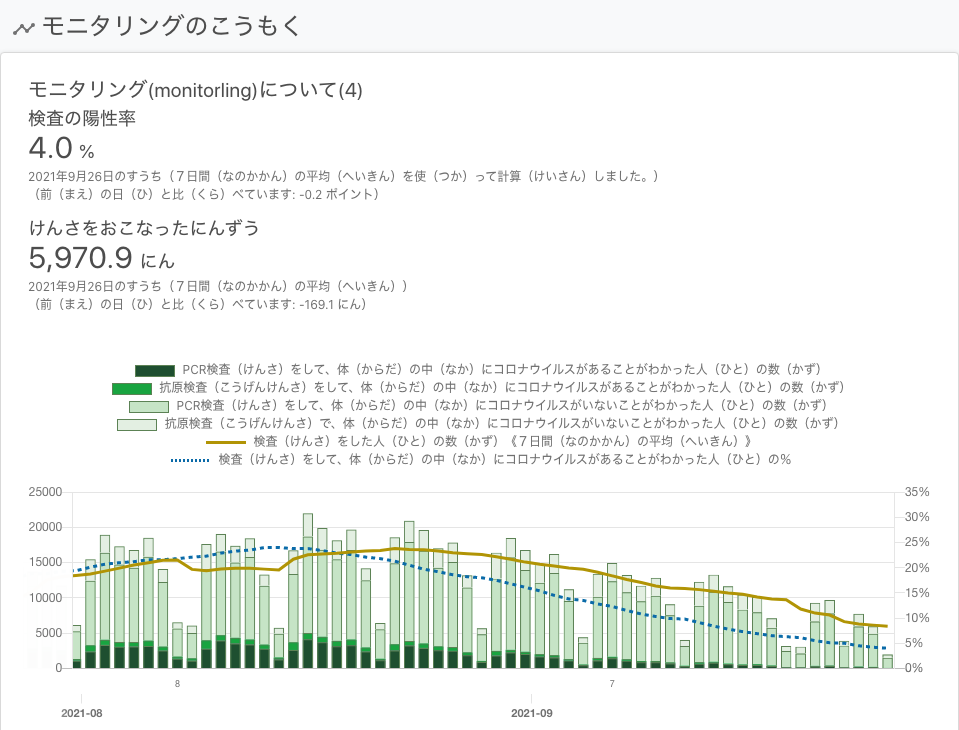 モニタリングのこうもく
モニタリング(monitorling)について(4)
検査の陽性率
4.0 %
2021年9月26日のすうち（７日間（なのかかん）の平均（へいきん）を使（つか）って計算（けいさん）しました。）
（前（まえ）の日（ひ）と比（くら）べています: -0.2 ポイント）
けんさをおこなったにんずう
5,970.9 にん
2021年9月26日のすうち（７日間（なのかかん）の平均（へいきん））
（前（まえ）の日（ひ）と比（くら）べています: -169.1 にん）
PCR検査（けんさ）をして、体（からだ）の中（なか）にコロナウイルスがあることがわかった人（ひと）の数（かず）
抗原検査（こうげんけんさ）をして、体（からだ）の中（なか）にコロナウイルスがあることがわかった人（ひと）の数（かず）
PCR検査（けんさ）をして、体（からだ）の中（なか）にコロナウイルスがいないことがわかった人（ひと）の数（かず）
抗原検査（こうげんけんさ）で、体（からだ）の中（なか）にコロナウイルスがいないことがわかった人（ひと）の数（かず）
検査（けんさ）をした人（ひと）の数（かず）《７日間（なのかかん）の平均（へいきん）》
検査（けんさ）をして、体（からだ）の中（なか）にコロナウイルスがあることがわかった人（ひと）の%
25000 35%
30%
20000
25%
15000 20%
15%
10000
10%
5000
5%
0 0%
8 7
2021-08 2021-09